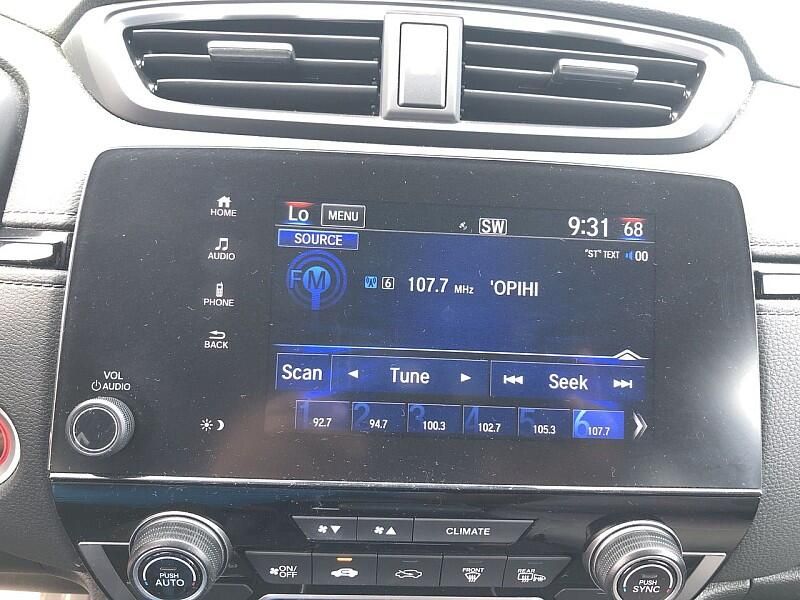 HOME
AUDIO
PHONE
BACK
VOL
AUDIO
Lo MENU SW 9:31 68
SOURCE
"ST" TEXT 00
FM 6 107.7 MHz 'OPIHI
Scan Tune Seek
1 92.7 2 94.7 3 100.3 4 102.7 5 105.3 6 107.7
CLIMATE
PUSH AUTO
ON/OFF
FRONT
REAR
PUSH SYNC